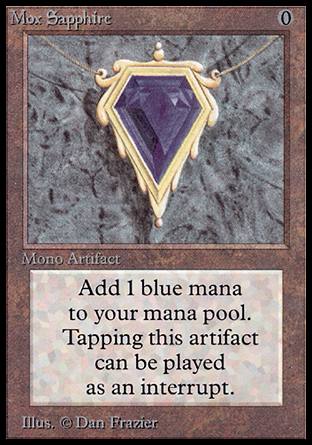 Mox Sapphire 0
Mono Artifact
Add 1 blue mana
to your mana pool.
Tapping this artifact
can be played
as an interrupt.
Illus. © Dan Frazier